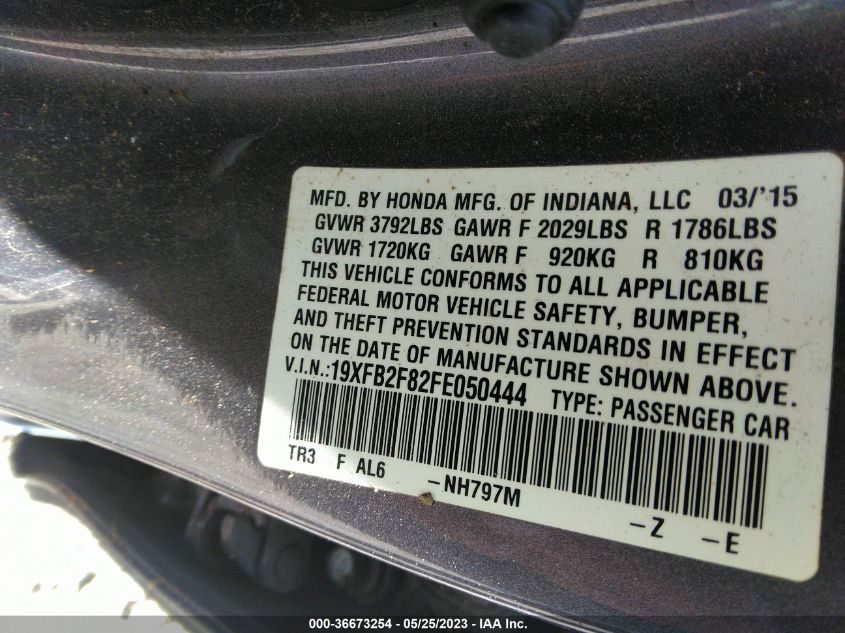 MFD. BY HONDA MFG. OF INDIANA, LLC 03/'15
GVWR 3792LBS GAWR F 2029LBS R 1786LBS
GVWR 1720KG GAWR F 920KG R 810KG
THIS VEHICLE CONFORMS TO ALL APPLICABLE
FEDERAL MOTOR VEHICLE SAFETY, BUMPER,
AND THEFT PREVENTION STANDARDS IN EFFECT
ON THE DATE OF MANUFACTURE SHOWN ABOVE.
V.I.N.:19XFB2F82FE050444 TYPE: PASSENGER CAR
TR3 F AL6 -NH797M -Z -E
000-36673254 — 05/25/2023 — IAA Inc.